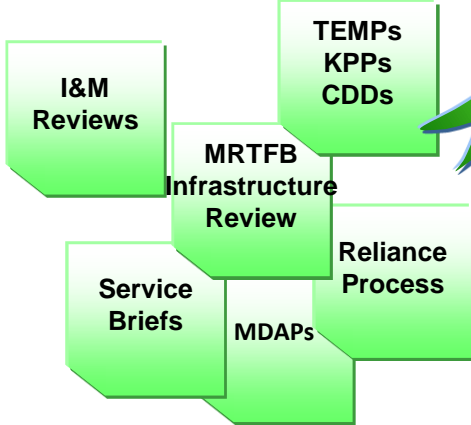 TEMPs
KPPs
CDDs
I&M
Reviews
MRTFB
Infrastructure
Review
Reliance
Process
Service
Briefs
MDAPs